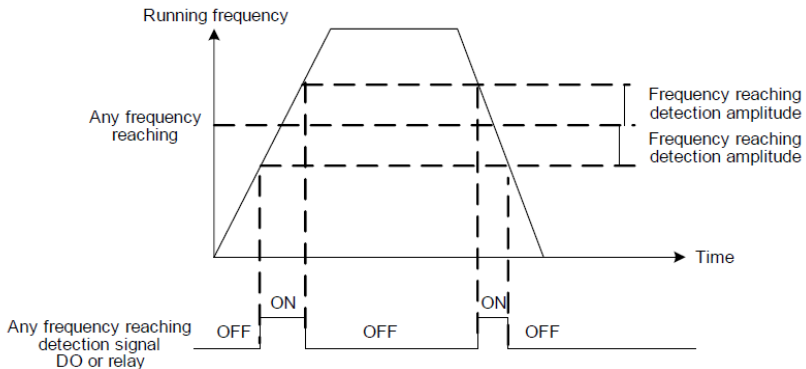 Running frequency
Frequency reaching
detection amplitude
Any frequency
reaching
Frequency reaching
detection amplitude
Time
ON
ON
Any frequency reaching
detection signal
DO or relay
OFF
OFF
OFF